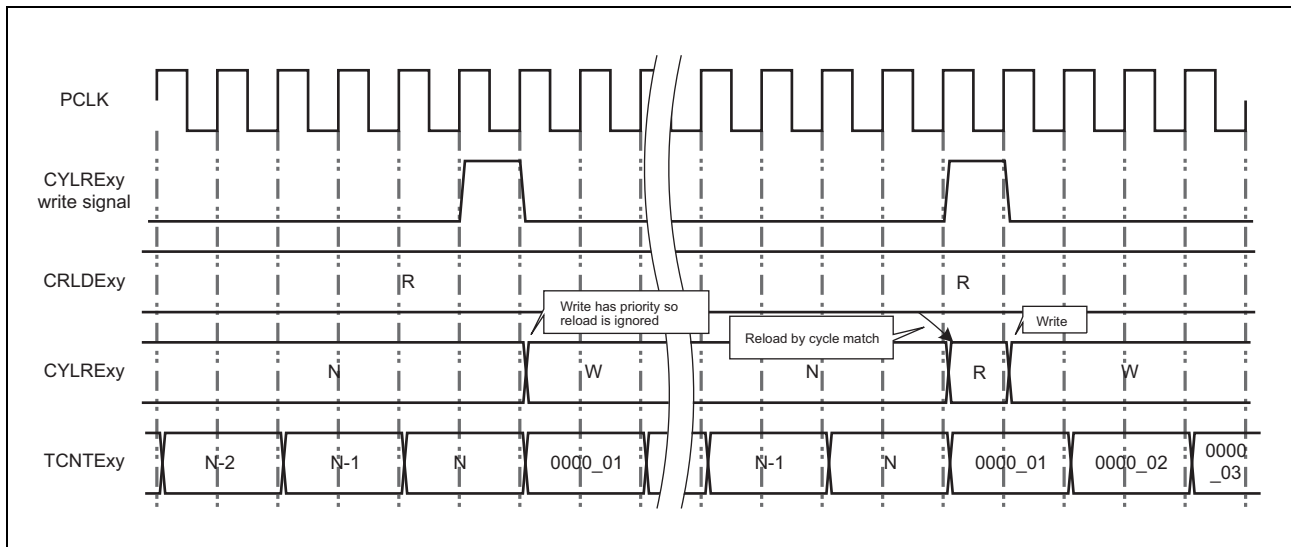 PCLK
CYLRExy
write signal
CRLDExy
R
R
Write has priority so
reload is ignored
Reload by cycle match
Write
CYLRExy
N
W
N
R
W
TCNTExy
N-2
N-1
N
0000_01
N-1
N
0000_01
0000_02
0000
_03